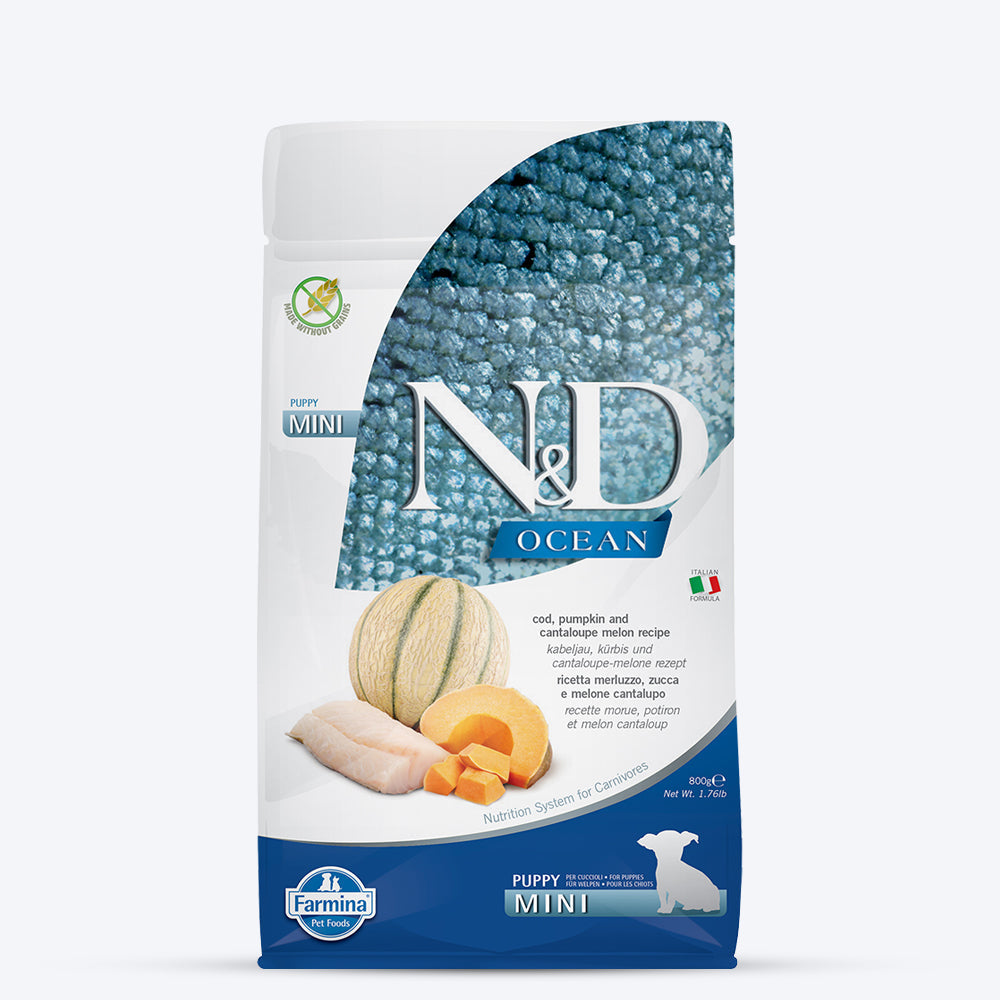 MADE WITHOUT GRAINS
PUPPY
MINI
N&D
OCEAN
ITALIAN
FORMULA
cod, pumpkin and
cantaloupe melon recipe
kabeljau, kürbis und
cantaloupe-melone rezept
ricetta merluzzo, zucca
e melone cantalupo
recette morue, potiron
et melon cantaloup
800g℮
Net Wt. 1.76lb
Nutrition System for Carnivores
Farmina®
Pet Foods
PUPPY
PER CUCCIOLI • FOR PUPPIES
FÜR WELPEN • POUR LES CHIOTS
MINI